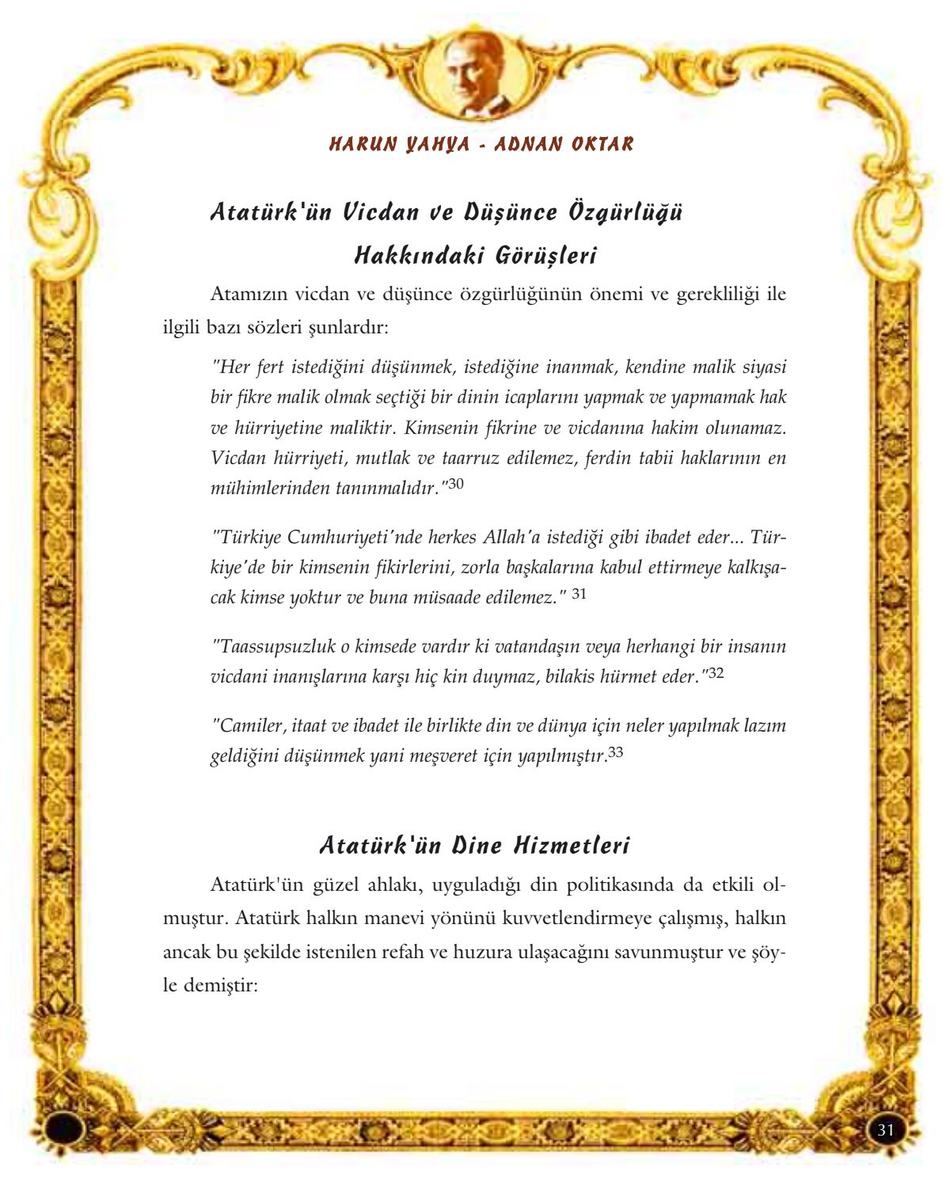 HARUN YAHYA - ADNAN OKTAR
Atatürk'ün Vicdan ve Düşünce Özgürlüğü
Hakkındaki Görüşleri
Atamızın vicdan ve düşünce özgürlüğünün önemi ve gerekliliği ile
ilgili bazı sözleri şunlardır:
"Her fert istediğini düşünmek, istediğine inanmak, kendine malik siyasi
bir fikre malik olmak seçtiği bir dinin icaplarını yapmak ve yapmamak hak
ve hürriyetine maliktir. Kimsenin fikrine ve vicdanına hakim olunamaz.
Vicdan hürriyeti, mutlak ve taarruz edilemez, ferdin tabii haklarının en
mühimlerinden tanınmalıdır."30
"Türkiye Cumhuriyeti'nde herkes Allah'a istediği gibi ibadet eder... Tür-
kiye'de bir kimsenin fikirlerini, zorla başkalarına kabul ettirmeye kalkışa-
cak kimse yoktur ve buna müsaade edilemez." 31
"Taassupsuzluk o kimsede vardır ki vatandaşın veya herhangi bir insanın
vicdani inanışlarına karşı hiç kin duymaz, bilakis hürmet eder."32
"Camiler, itaat ve ibadet ile birlikte din ve dünya için neler yapılmak lazım
geldiğini düşünmek yani meşveret için yapılmıştır.33
Atatürk'ün Dine Hizmetleri
Atatürk'ün güzel ahlakı, uyguladığı din politikasında da etkili ol-
muştur. Atatürk halkın manevi yönünü kuvvetlendirmeye çalışmış, halkın
ancak bu şekilde istenilen refah ve huzura ulaşacağını savunmuştur ve şöy-
le demiştir:
31